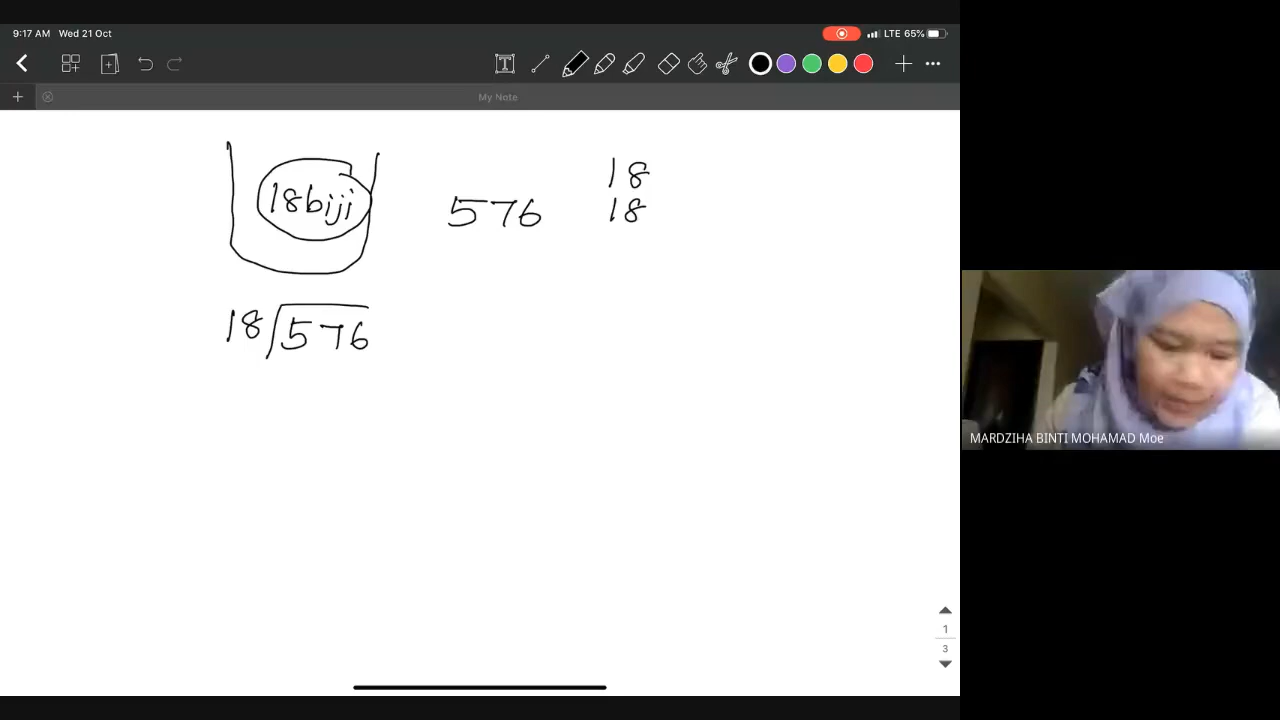 9:17 AM Wed 21 Oct
LTE 65%
My Note
18biji
576
18
18
18 576
MARDZIHA BINTI MOHAMAD Moe
1
3